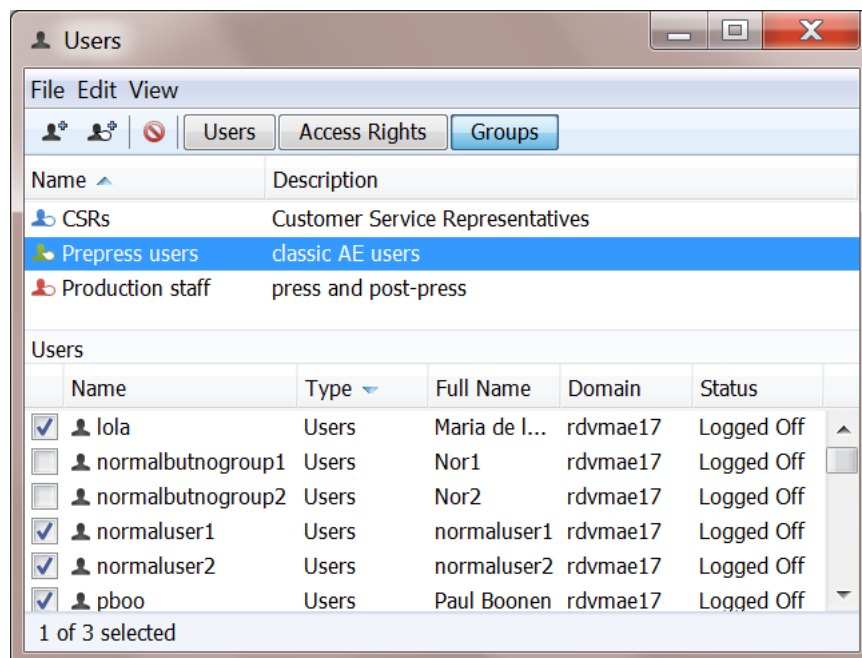 Users
File Edit View
Users Access Rights Groups
Name Description
CSRs Customer Service Representatives
Prepress users classic AE users
Production staff press and post-press
Users
Name Type Full Name Domain Status
lola Users Maria de l... rdvmae17 Logged Off
normalbutnogroup1 Users Nor1 rdvmae17 Logged Off
normalbutnogroup2 Users Nor2 rdvmae17 Logged Off
normaluser1 Users normaluser1 rdvmae17 Logged Off
normaluser2 Users normaluser2 rdvmae17 Logged Off
pboo Users Paul Boonen rdvmae17 Logged Off
1 of 3 selected